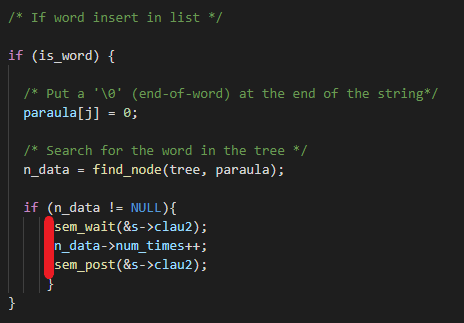 /* If word insert in list */
if (is_word) {
/* Put a '\0' (end-of-word) at the end of the string*/
paraula[j] = 0;
/* Search for the word in the tree */
n_data = find_node(tree, paraula);
if (n_data != NULL){
sem_wait(&s->clau2);
n_data->num_times++;
sem_post(&s->clau2);
}
}